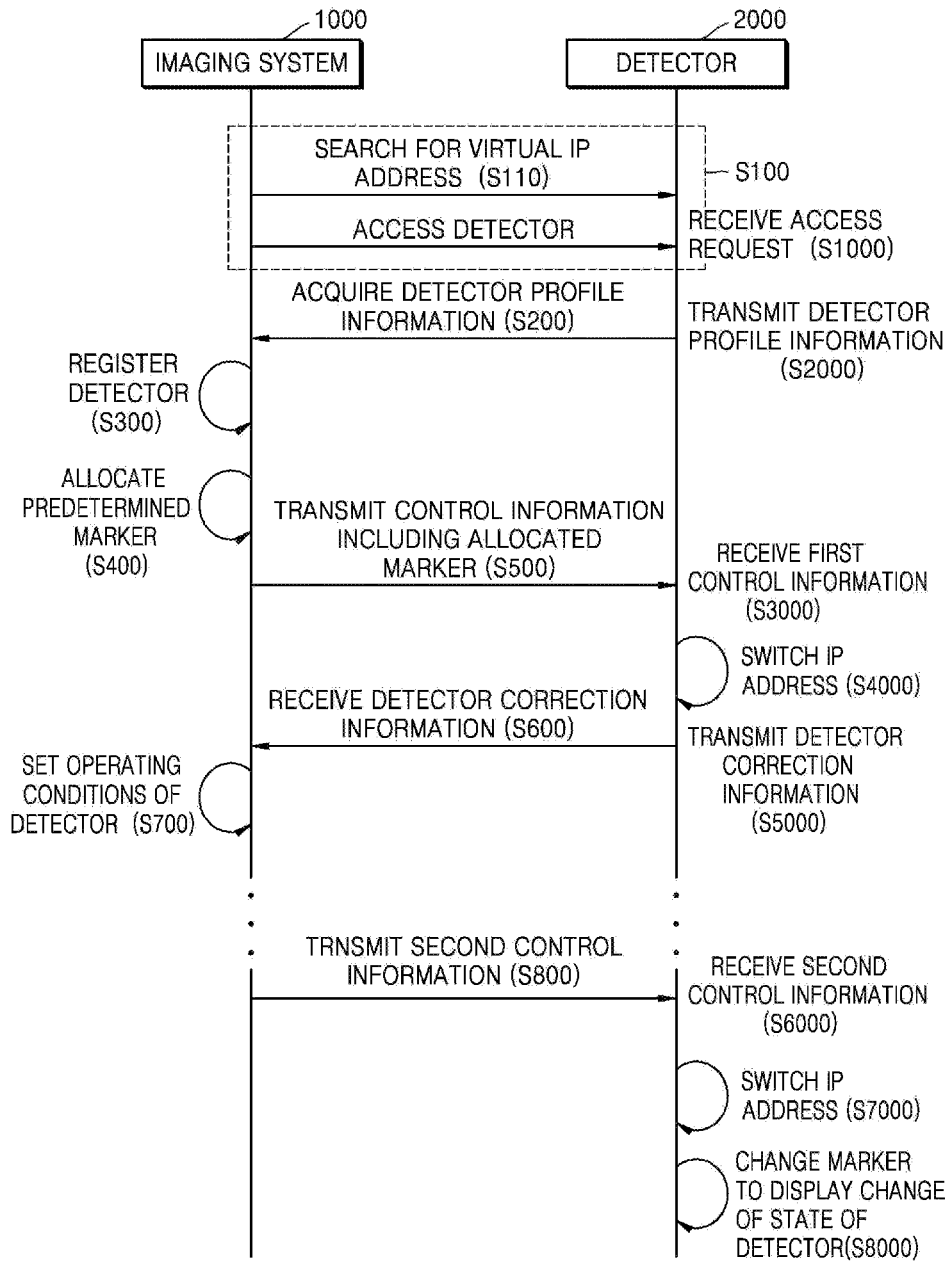 1000
2000
IMAGING SYSTEM
DETECTOR
SEARCH FOR VIRTUAL IP
ADDRESS (S110)
S100
ACCESS DETECTOR
RECEIVE ACCESS
REQUEST (S1000)
ACQUIRE DETECTOR PROFILE
INFORMATION (S200)
TRANSMIT DETECTOR
PROFILE INFORMATION
(S2000)
REGISTER
DETECTOR
(S300)
ALLOCATE
PREDETERMINED
MARKER
(S400)
TRANSMIT CONTROL INFORMATION
INCLUDING ALLOCATED
MARKER (S500)
RECEIVE FIRST
CONTROL INFORMATION
(S3000)
SWITCH IP
ADDRESS (S4000)
RECEIVE DETECTOR CORRECTION
INFORMATION (S600)
TRANSMIT DETECTOR
CORRECTION
INFORMATION
(S5000)
SET OPERATING
CONDITIONS OF
DETECTOR (S700)
TRNSMIT SECOND CONTROL
INFORMATION (S800)
RECEIVE SECOND
CONTROL INFORMATION
(S6000)
SWITCH IP
ADDRESS (S7000)
CHANGE MARKER
TO DISPLAY CHANGE
OF STATE OF
DETECTOR(S8000)